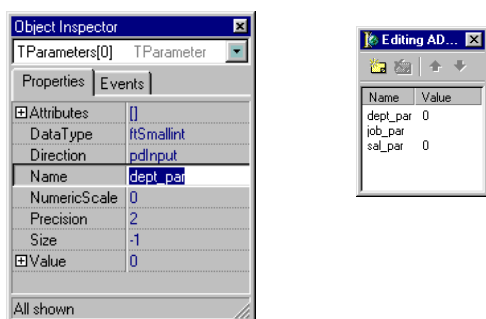 Object Inspector
TParameters[0] TParameter
Properties Events
Attributes []
DataType ftSmallint
Direction pdInput
Name dept_par
NumericScale 0
Precision 2
Size -1
Value 0
All shown
Editing AD...
Name Value
dept_par 0
job_par
sal_par 0